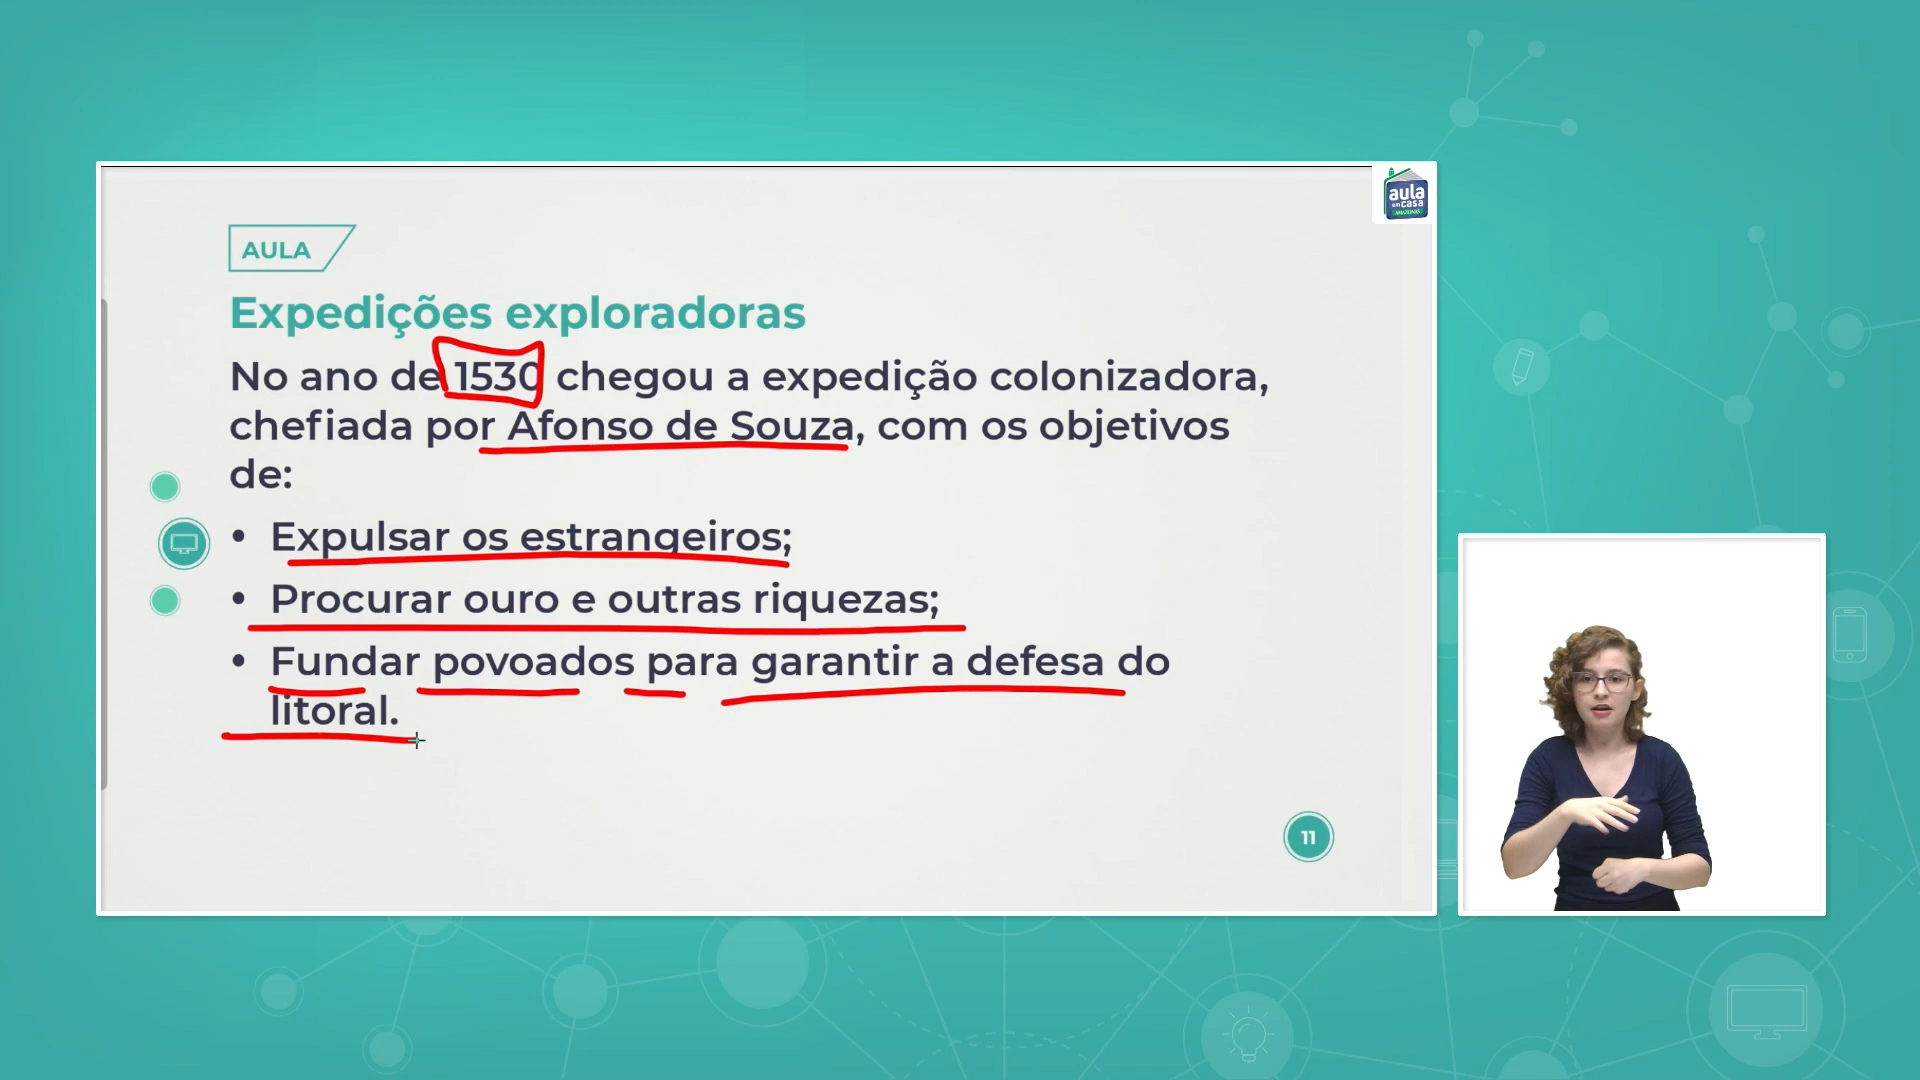 aula
em casa
AMAZONAS
AULA
Expedições exploradoras
No ano de 1530 chegou a expedição colonizadora,
chefiada por Afonso de Souza, com os objetivos
de:
• Expulsar os estrangeiros;
• Procurar ouro e outras riquezas;
• Fundar povoados para garantir a defesa do
litoral.
11